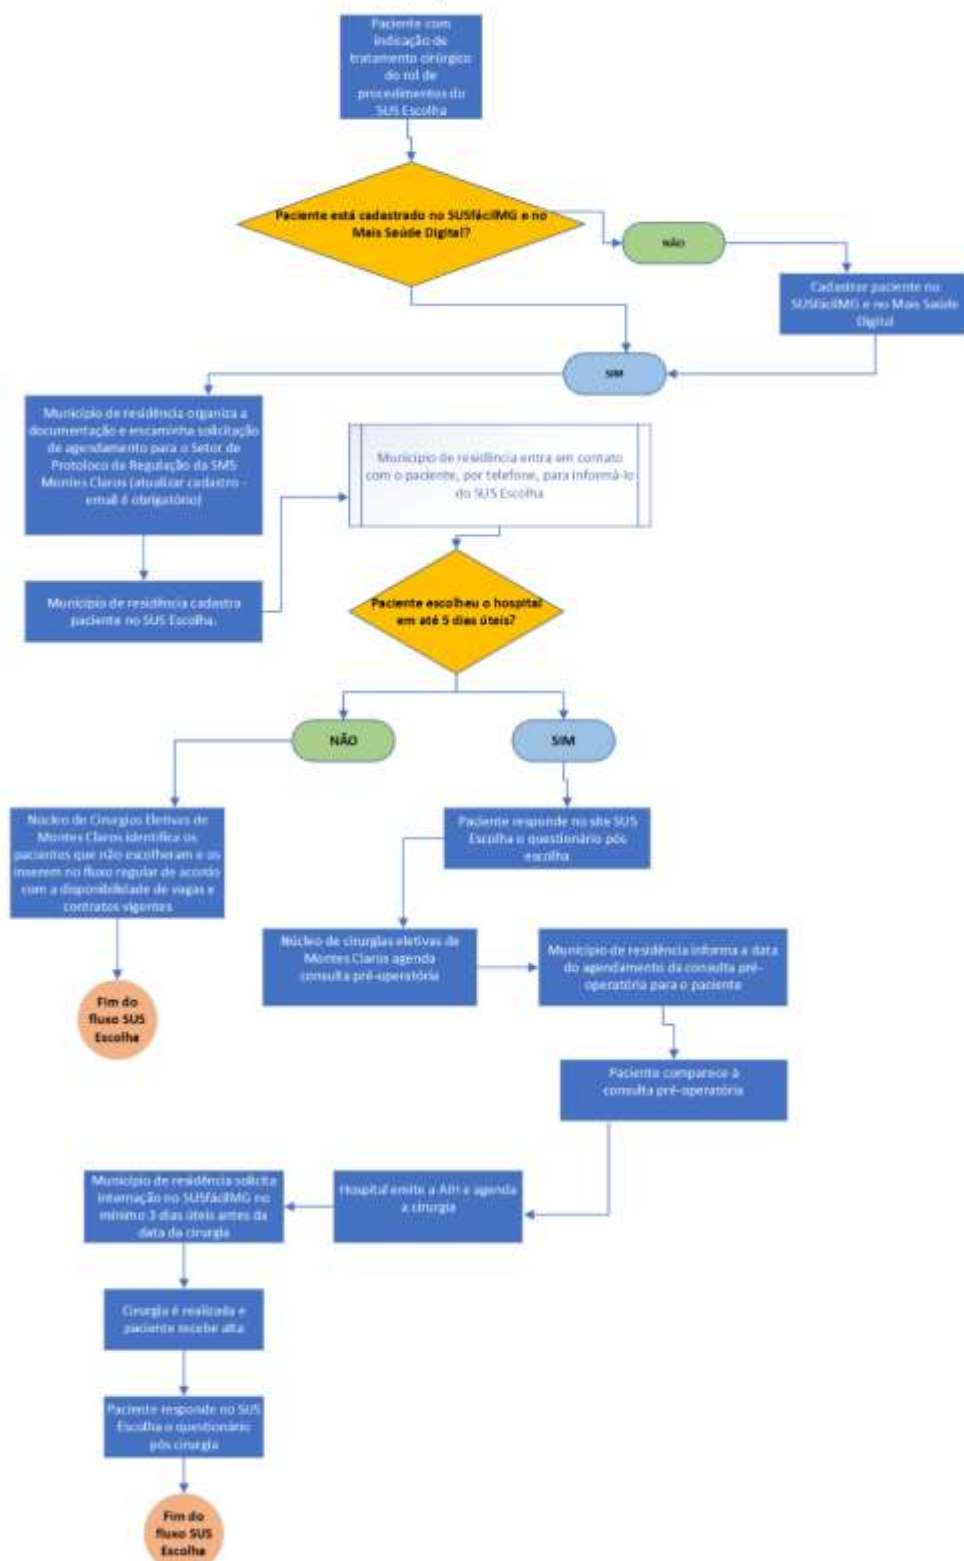 Paciente com
indicação de
tratamento cirúrgico
do rol de
procedimentos do
SUS Escolha
Paciente está cadastrado no SUSfácilMG e no
Mais Saúde Digital?
NÃO
Cadastrar paciente no
SUSfácilMG e no Mais Saúde
Digital
SIM
Município de residência organiza a
documentação e encaminha solicitação
de agendamento para o Setor de
Protoloco da Regulação da SMS
Montes Claros (atualizar cadastro -
email é obrigatório)
Município de residência entra em contato
com o paciente, por telefone, para informá-lo
do SUS Escolha
Município de residência cadastra
paciente no SUS Escolha.
Paciente escolheu o hospital
em até 5 dias úteis?
NÃO
SIM
Núcleo de Cirurgias Eletivas de
Montes Claros identifica os
pacientes que não escolheram e os
inserem no fluxo regular de acordo
com a disponibilidade de vagas e
contratos vigentes
Paciente responde no site SUS
Escolha o questionário pós
escolha
Núcleo de cirurgias eletivas de
Montes Claros agenda
consulta pré-operatória
Município de residência informa a data
do agendamento da consulta pré-
operatória para o paciente
Fim do
fluxo SUS
Escolha
Paciente comparece à
consulta pré-operatória
Hospital emite a AIH e agenda
a cirurgia
Município de residência solicita
internação no SUSfácilMG no
mínimo 3 dias úteis antes da
data da cirurgia
Cirurgia é realizada e
paciente recebe alta
Paciente responde no SUS
Escolha o questionário
pós cirurgia
Fim do
fluxo SUS
Escolha